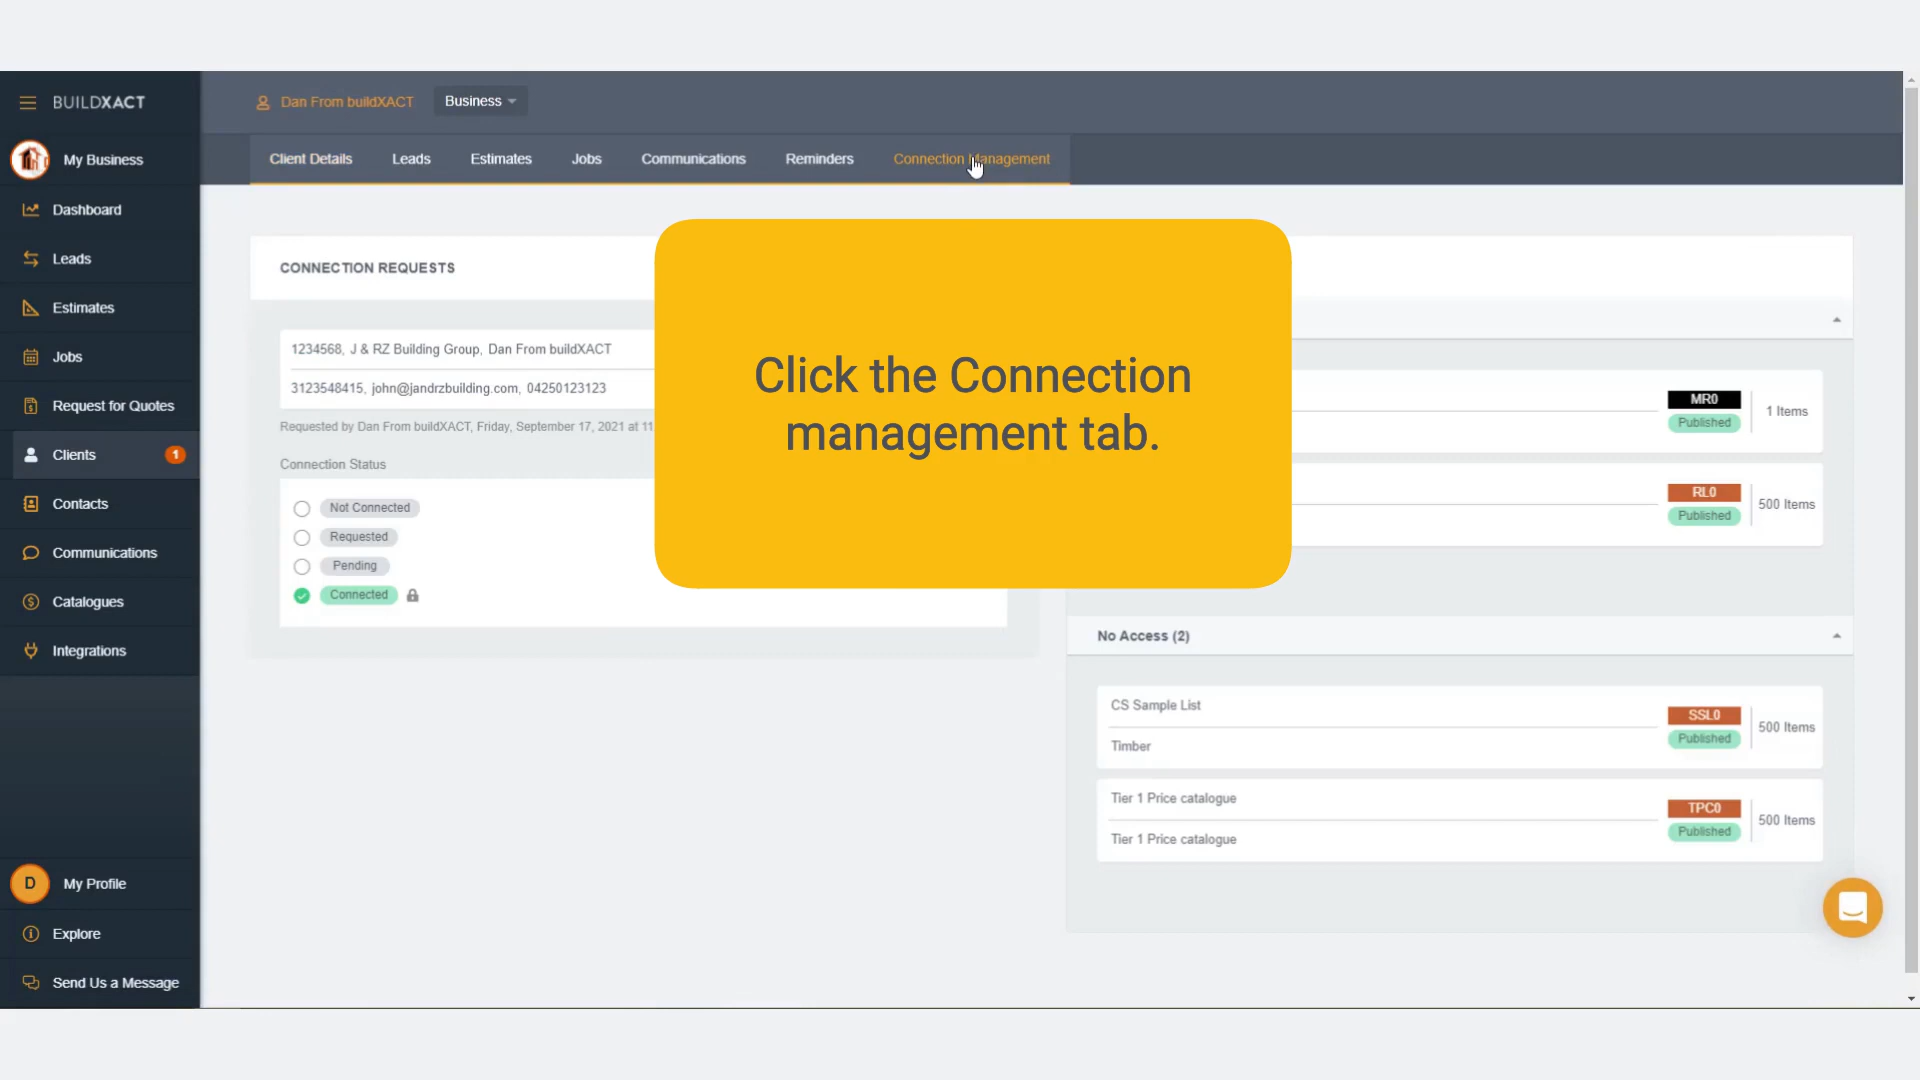 BUILDXACT
Dan From buildXACT
Business
My Business
Client Details
Leads
Estimates
Jobs
Communications
Reminders
Connection Management
Dashboard
Leads
Estimates
Jobs
Request for Quotes
Clients
1
Contacts
Communications
Catalogues
Integrations
D
My Profile
Explore
Send Us a Message
CONNECTION REQUESTS
1234568, J & RZ Building Group, Dan From buildXACT
3123548415, john@jandrzbuilding.com, 04250123123
Requested by Dan From buildXACT, Friday, September 17, 2021 at 11
Connection Status
Not Connected
Requested
Pending
Connected
Click the Connection
management tab.
MR0
Published
1 Items
RL0
Published
500 Items
No Access (2)
CS Sample List
Timber
SSL0
Published
500 Items
Tier 1 Price catalogue
Tier 1 Price catalogue
TPC0
Published
500 Items